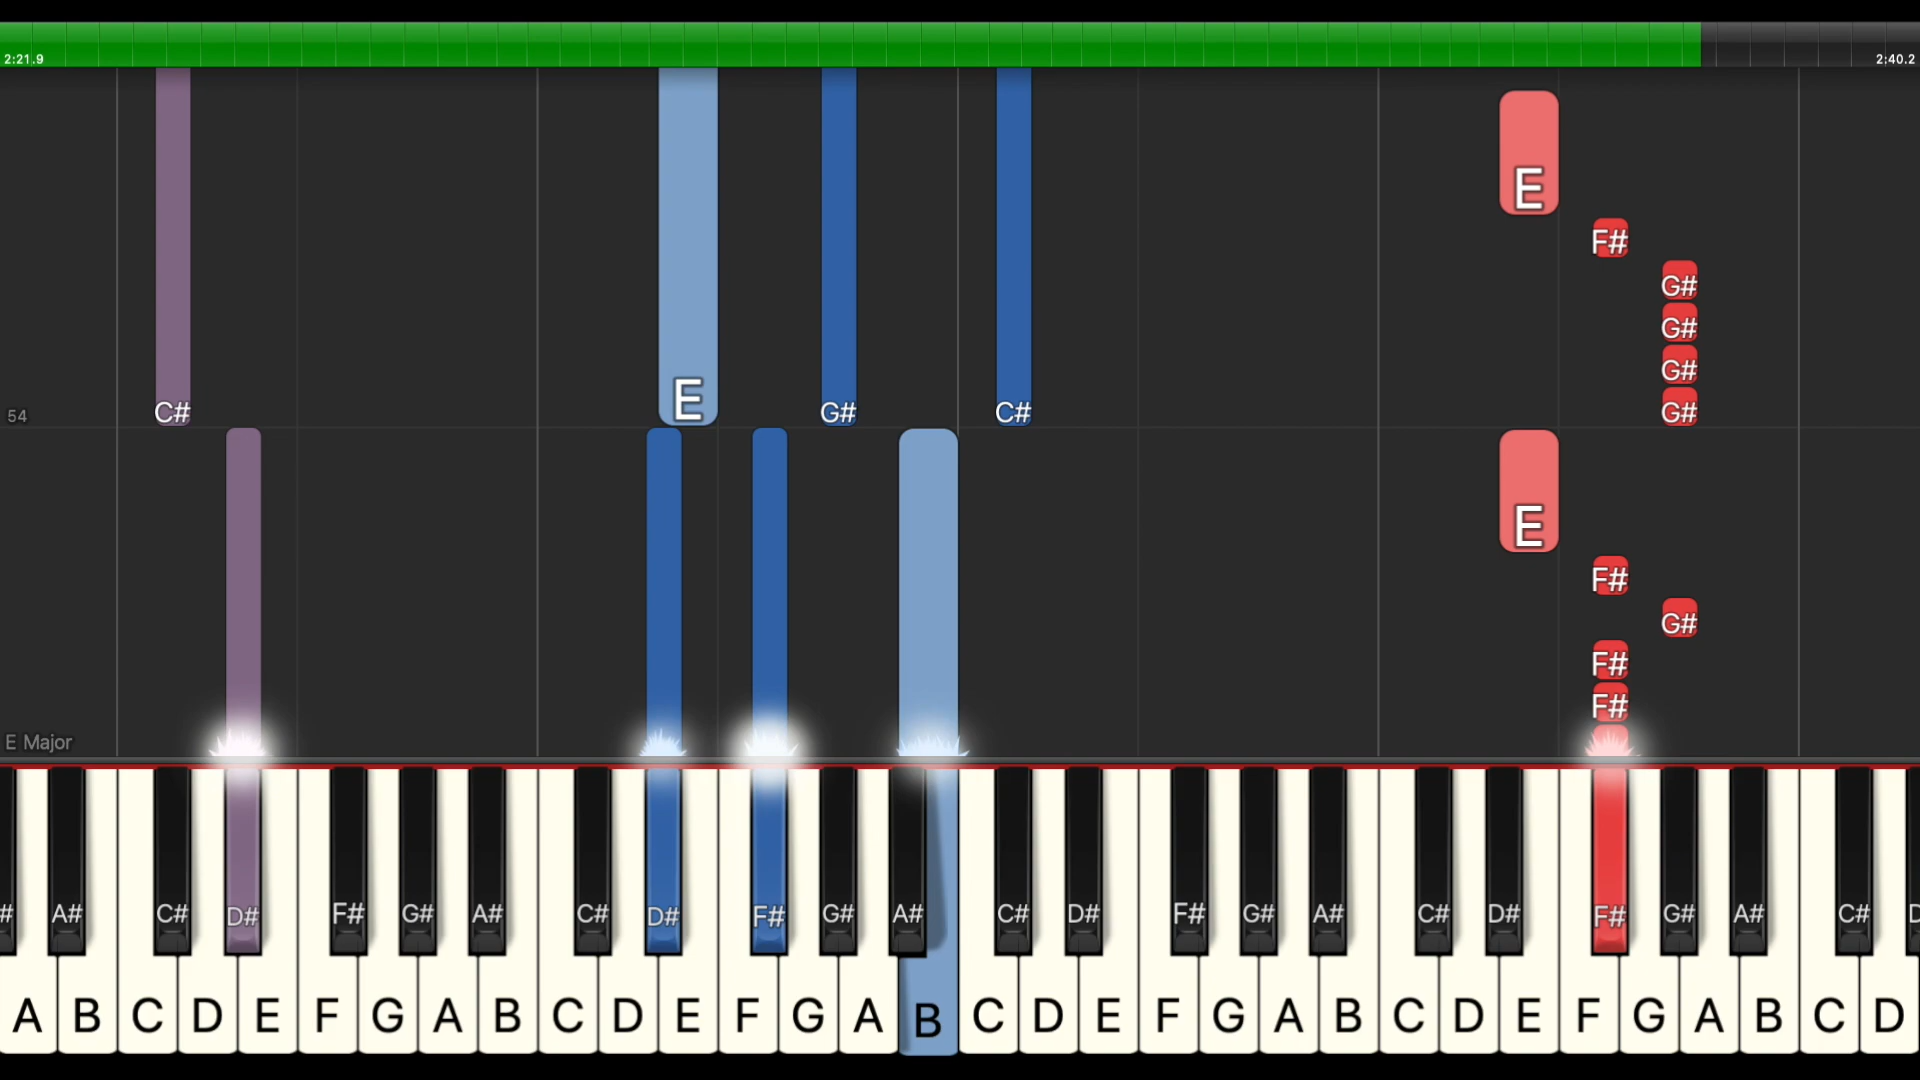 2:21.9 2:40.2
E
F#
G#
G#
G#
E
54 C# G# C# G#
E
F#
G#
F#
F#
E Major
# A# C# D# F# G# A# C# D# F# G# A# C# D# F# G# A# C# D# F# G# A# C# D
A B C D E F G A B C D E F G A B C D E F G A B C D E F G A B C D